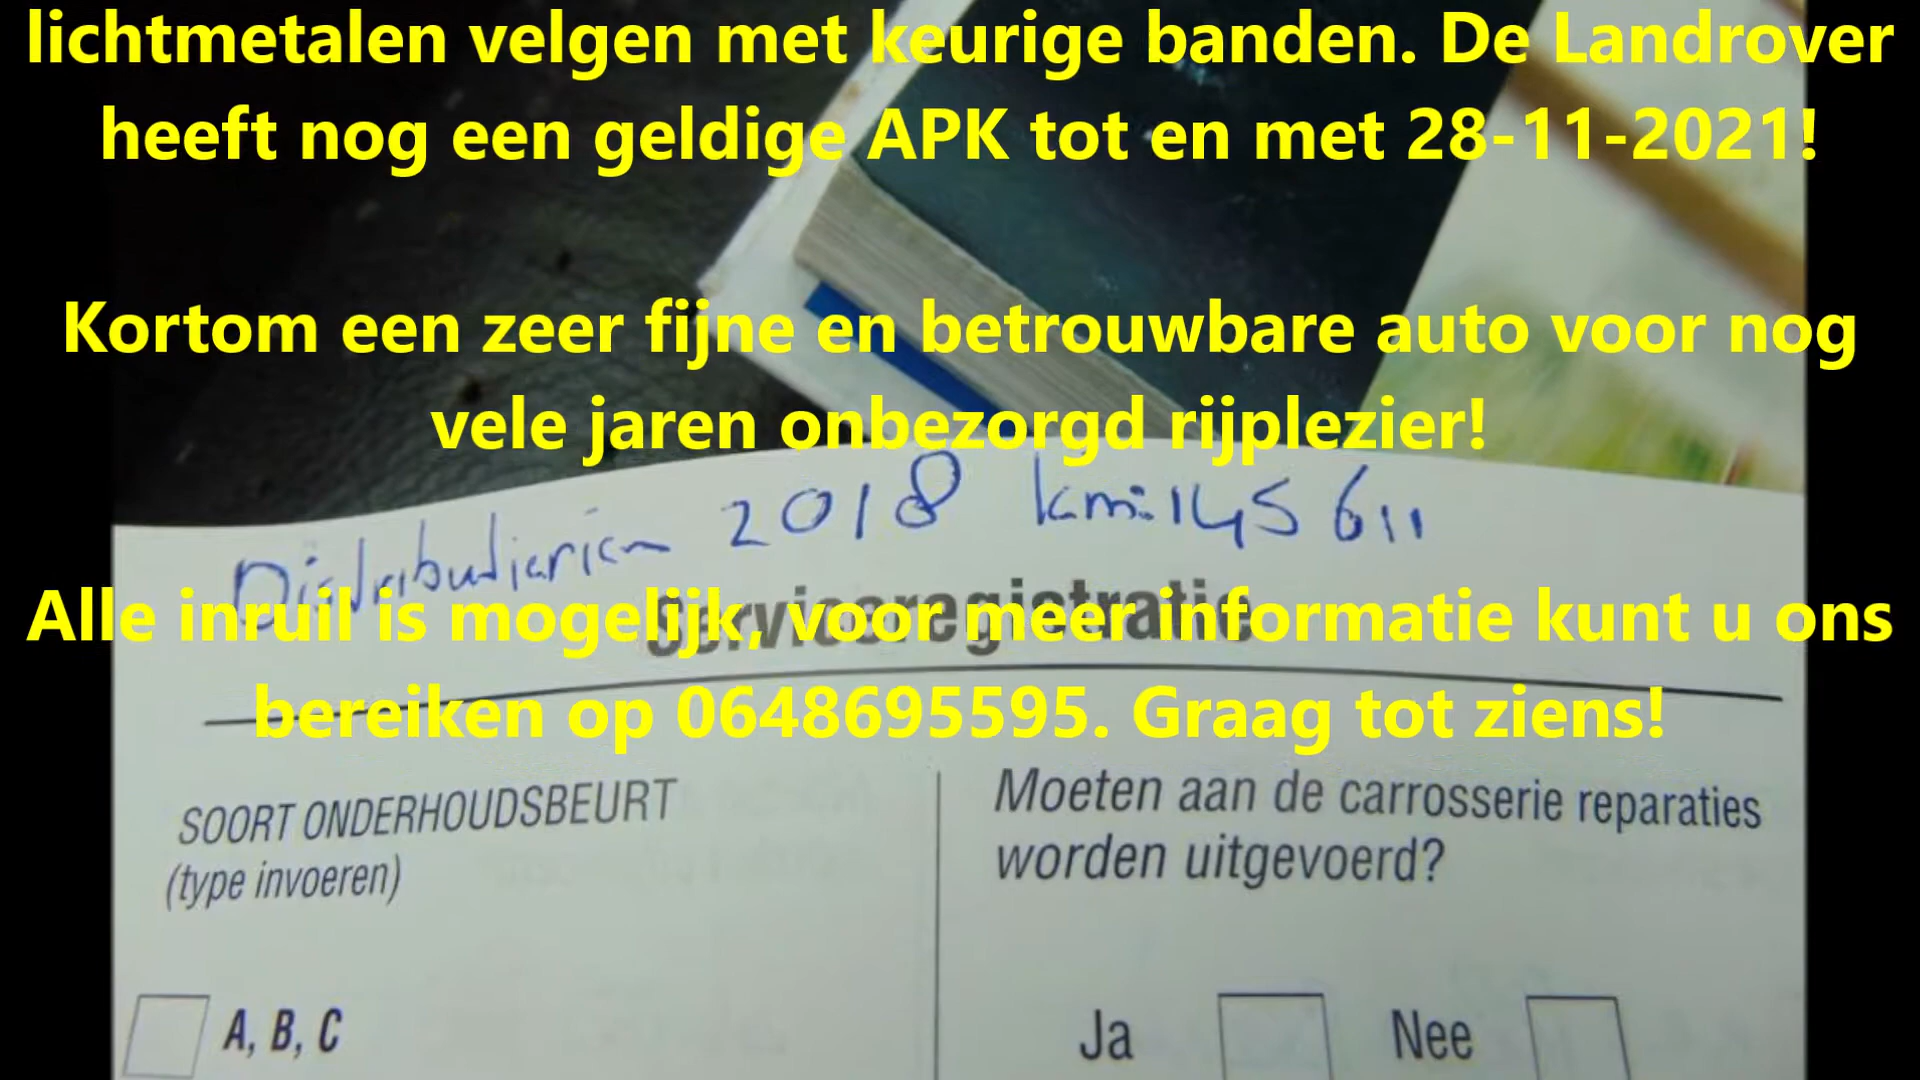 lichtmetalen velgen met keurige banden. De Landrover
heeft nog een geldige APK tot en met 28-11-2021!
Kortom een zeer fijne en betrouwbare auto voor nog
vele jaren onbezorgd rijplezier!
Distributieriem 2018 km: 145 611
Serviceregistratie
Alle inruil is mogelijk, voor meer informatie kunt u ons
bereiken op 0648695595. Graag tot ziens!
SOORT ONDERHOUDSBEURT
(type invoeren)
A, B, C
Moeten aan de carrosserie reparaties
worden uitgevoerd?
Ja Nee